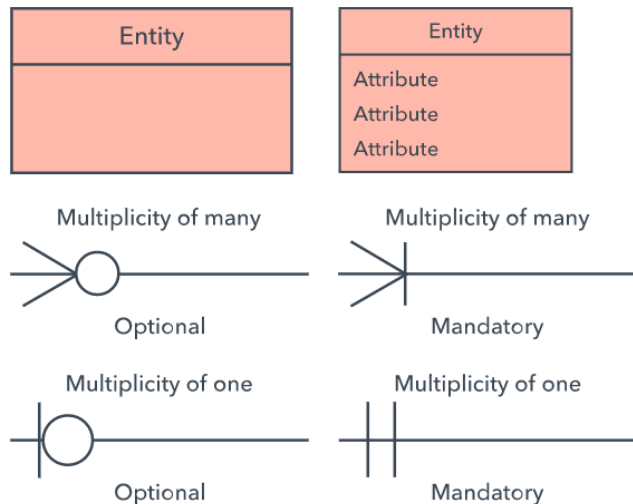 Entity
Entity
Attribute
Attribute
Attribute
Multiplicity of many
Multiplicity of many
Optional
Mandatory
Multiplicity of one
Multiplicity of one
Optional
Mandatory